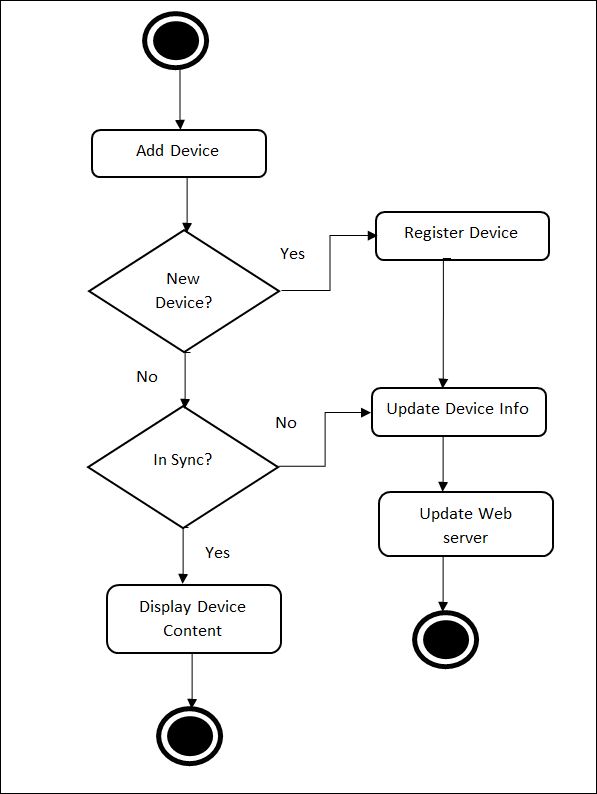 Add Device
New
Device?
Yes
Register Device
No
In Sync?
No
Update Device Info
Yes
Update Web
server
Display Device
Content